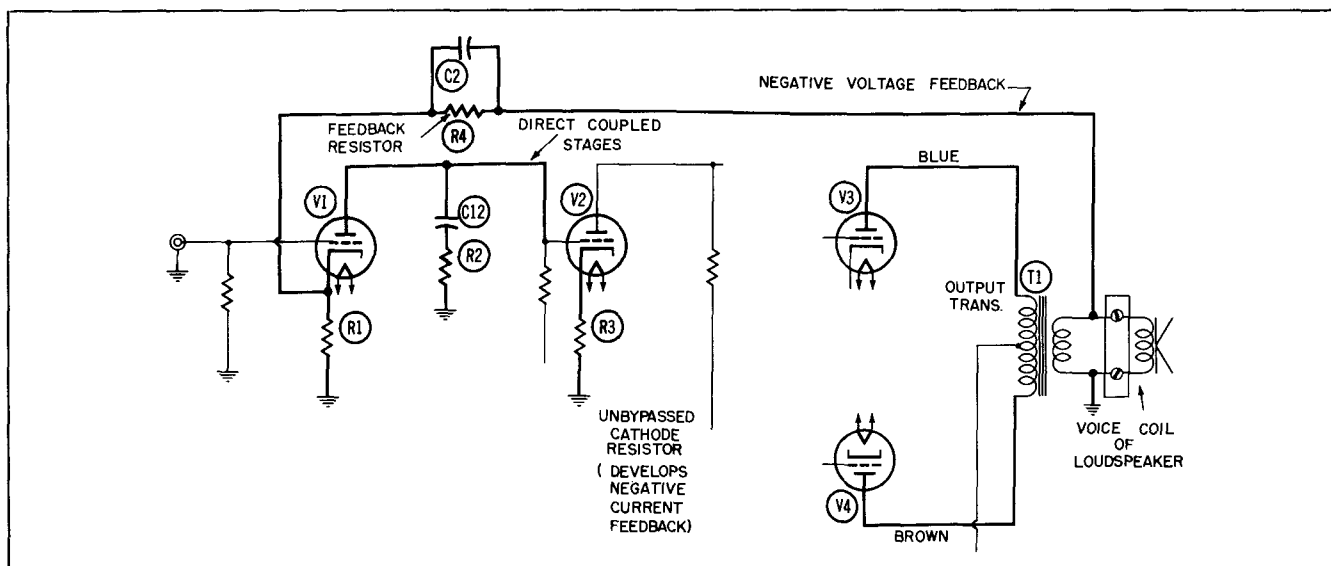 C2
NEGATIVE VOLTAGE FEEDBACK
FEEDBACK
RESISTOR
R4
DIRECT COUPLED
STAGES
BLUE
V1
C12
V2
V3
R2
T1
OUTPUT
TRANS.
R1
R3
UNBYPASSED
CATHODE
RESISTOR
( DEVELOPS
NEGATIVE
CURRENT
FEEDBACK)
VOICE COIL
OF
LOUDSPEAKER
V4
BROWN